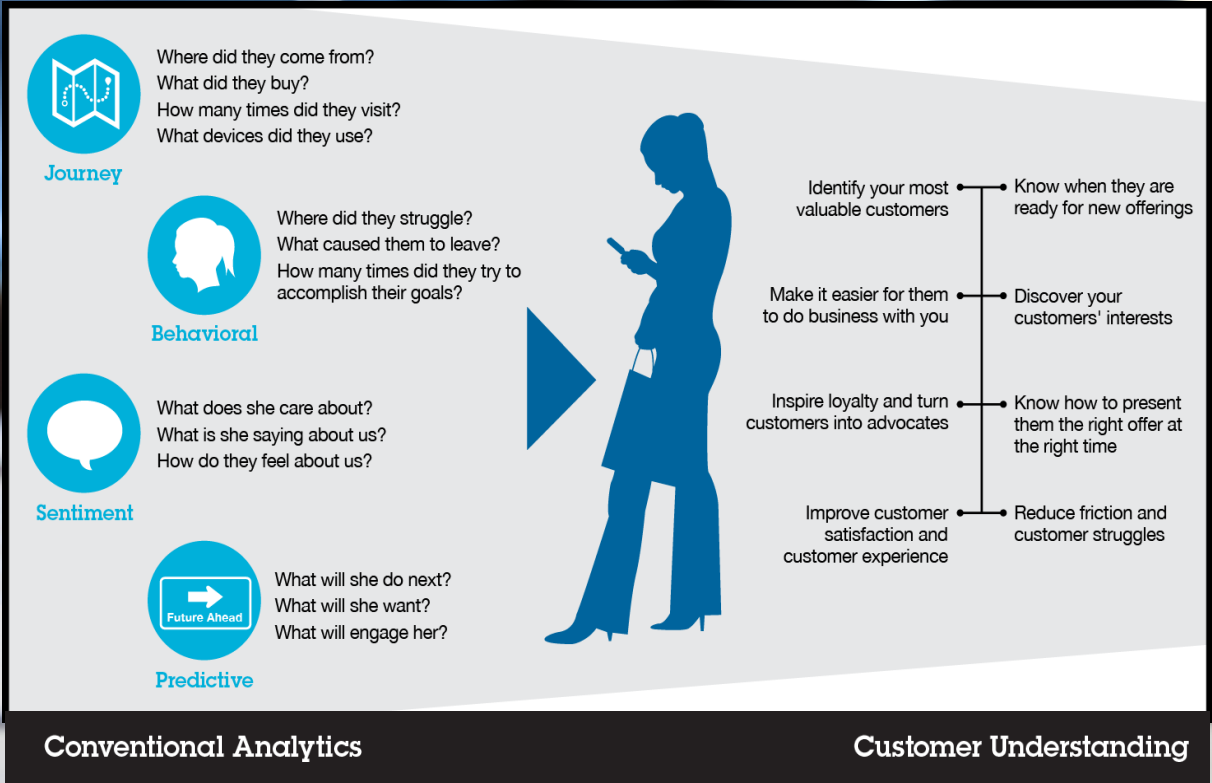 Where did they come from?
What did they buy?
How many times did they visit?
What devices did they use?
Journey
Where did they struggle?
What caused them to leave?
How many times did they try to
accomplish their goals?
Behavioral
What does she care about?
What is she saying about us?
How do they feel about us?
Sentiment
Future Ahead
What will she do next?
What will she want?
What will engage her?
Predictive
Identify your most
valuable customers
Know when they are
ready for new offerings
Make it easier for them
to do business with you
Discover your
customers' interests
Inspire loyalty and turn
customers into advocates
Know how to present
them the right offer at
the right time
Improve customer
satisfaction and
customer experience
Reduce friction and
customer struggles
Conventional Analytics
Customer Understanding